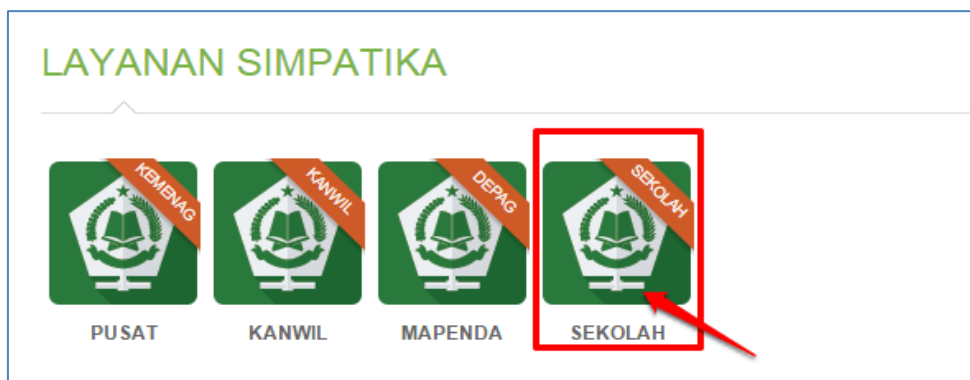 LAYANAN SIMPATIKA
KEMENAG
KANWIL
DEPAG
SEKOLAH
PUSAT
KANWIL
MAPENDA
SEKOLAH